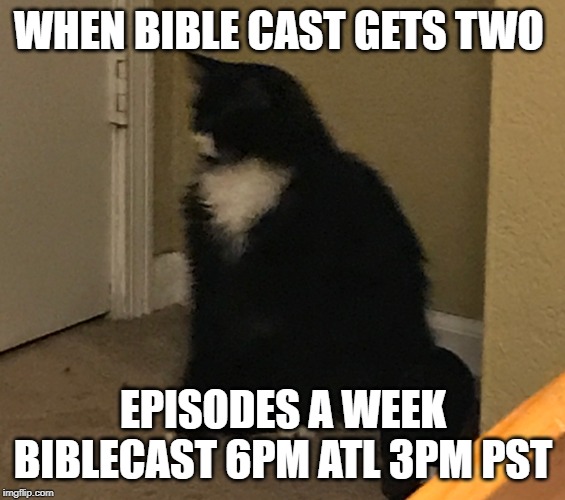 WHEN BIBLE CAST GETS TWO
EPISODES A WEEK
BIBLECAST 6PM ATL 3PM PST
imgflip.com